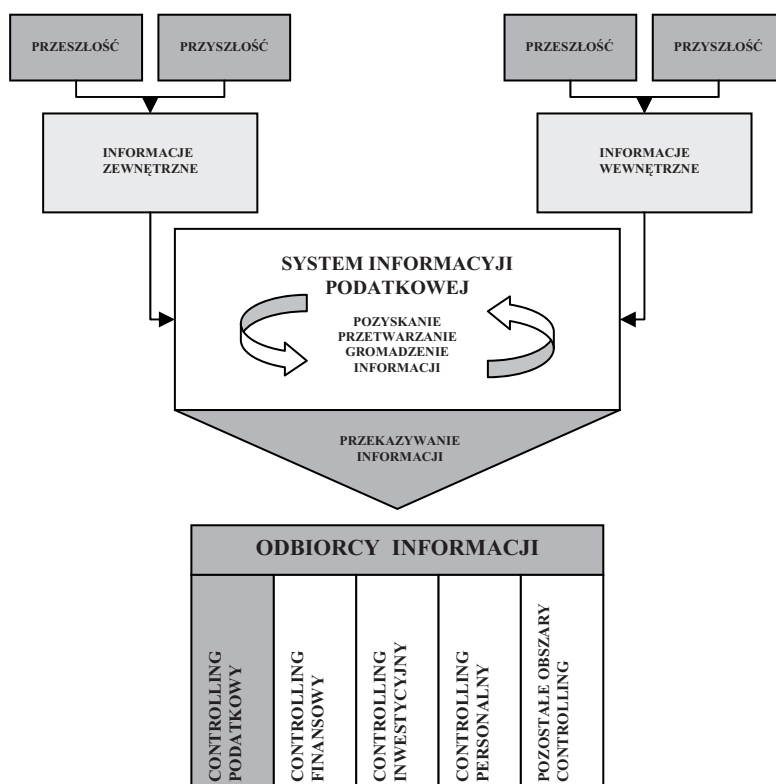 PRZESZŁOŚĆ
PRZYSZŁOŚĆ
PRZESZŁOŚĆ
PRZYSZŁOŚĆ
INFORMACJE
ZEWNĘTRZNE
INFORMACJE
WEWNĘTRZNE
SYSTEM INFORMACYJI
PODATKOWEJ
POZYSKANIE
PRZETWARZANIE
GROMADZENIE
INFORMACJI
PRZEKAZYWANIE
INFORMACJI
ODBIORCY INFORMACJI
CONTROLLING
PODATKOWY
CONTROLLING
FINANSOWY
CONTROLLING
INWESTYCYJNY
CONTROLLING
PERSONALNY
POZOSTAŁE OBSZARY
CONTROLLING